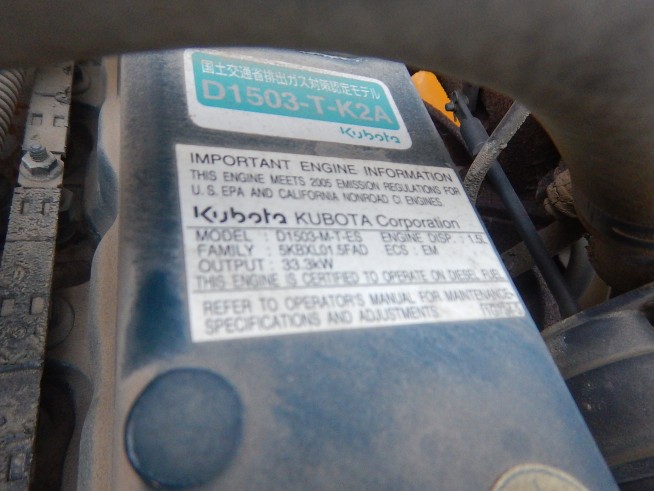 国土交通省排出ガス対策認定モデル
D1503-T-K2A
Kubota
IMPORTANT ENGINE INFORMATION
THIS ENGINE MEETS 2005 EMISSION REGULATIONS FOR
U.S. EPA AND CALIFORNIA NONROAD CI ENGINES.
Kubota KUBOTA Corporation
MODEL : D1503-M-T-ES ENGINE DISP. : 1.5L
FAMILY : 5KBXL01.5FAD ECS : EM
OUTPUT : 33.3kW
THIS ENGINE IS CERTIFIED TO OPERATE ON DIESEL FUEL
REFER TO OPERATOR'S MANUAL FOR MAINTENANCE
SPECIFICATIONS AND ADJUSTMENTS.